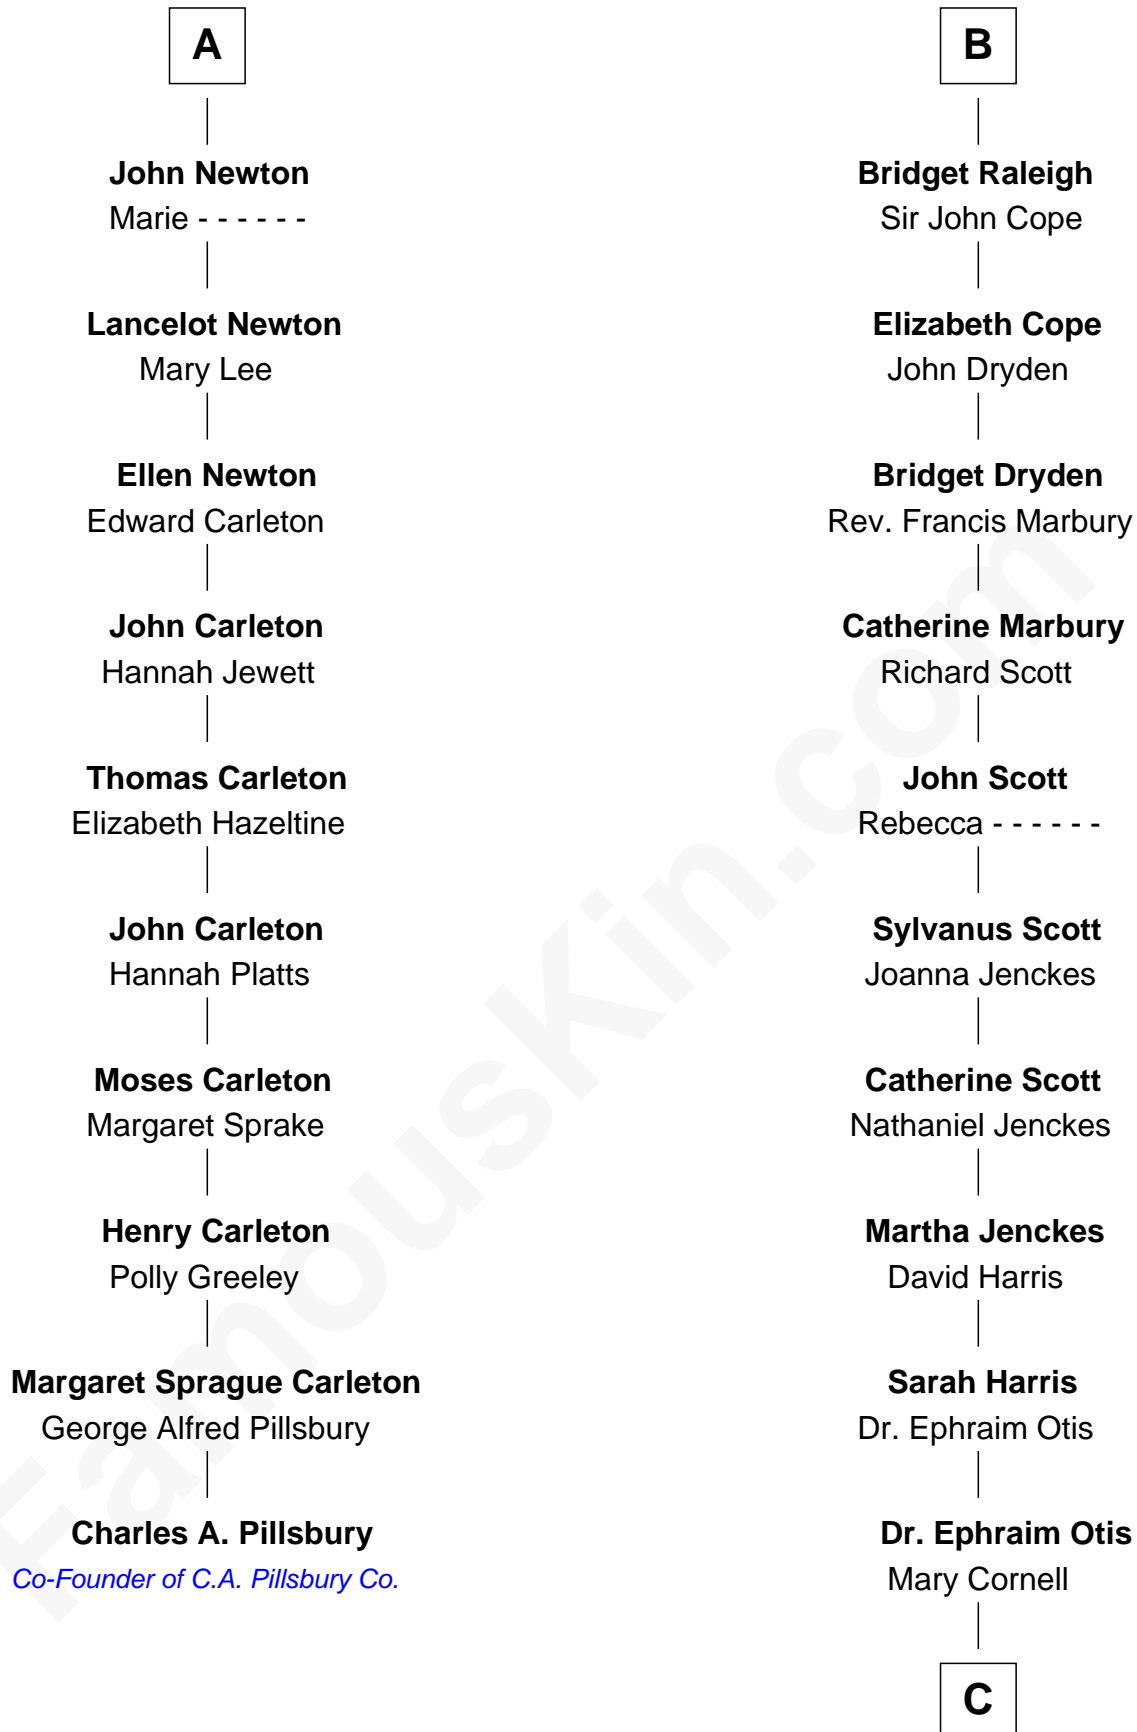 A
John Newton
Marie - - - - - -
Lancelot Newton
Mary Lee
Ellen Newton
Edward Carleton
John Carleton
Hannah Jewett
Thomas Carleton
Elizabeth Hazeltine
John Carleton
Hannah Platts
Moses Carleton
Margaret Sprake
Henry Carleton
Polly Greeley
Margaret Sprague Carleton
George Alfred Pillsbury
Charles A. Pillsbury
Co-Founder of C.A. Pillsbury Co.
B
Bridget Raleigh
Sir John Cope
Elizabeth Cope
John Dryden
Bridget Dryden
Rev. Francis Marbury
Catherine Marbury
Richard Scott
John Scott
Rebecca - - - - - -
Sylvanus Scott
Joanna Jenckes
Catherine Scott
Nathaniel Jenckes
Martha Jenckes
David Harris
Sarah Harris
Dr. Ephraim Otis
Dr. Ephraim Otis
Mary Cornell
C
FamousKin.com